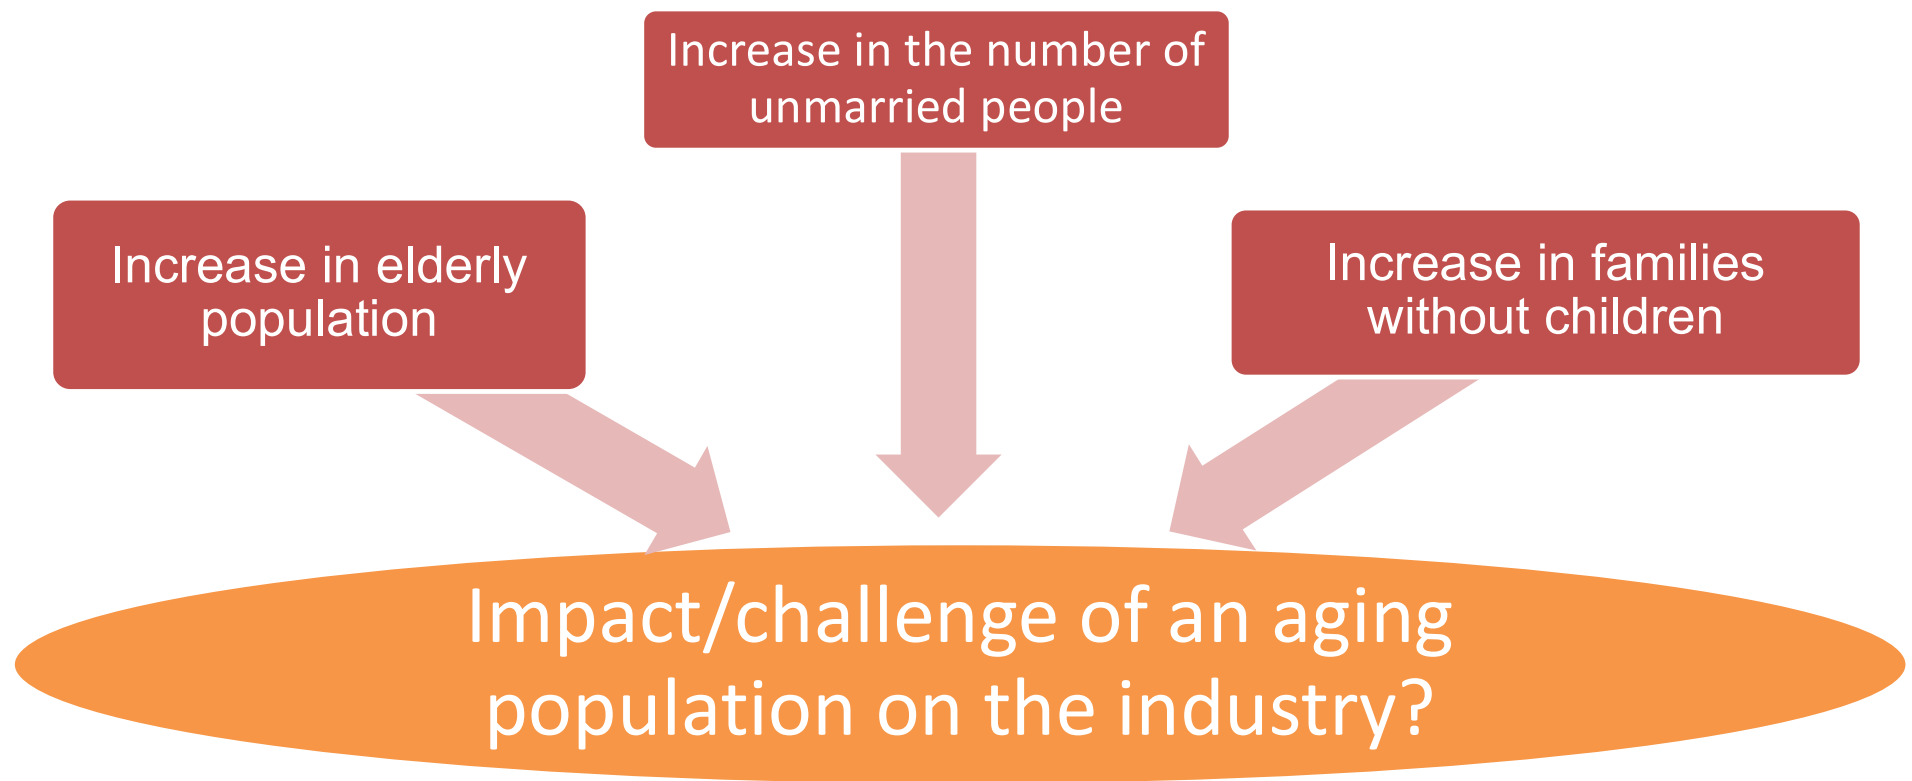 Increase in the number of
unmarried people
Increase in elderly
population
Increase in families
without children
Impact/challenge of an aging
population on the industry?